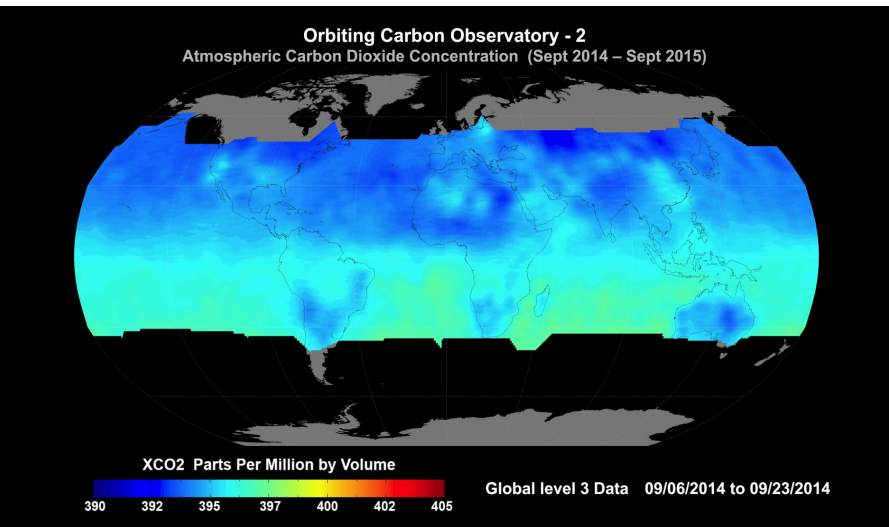 Orbiting Carbon Observatory - 2
Atmospheric Carbon Dioxide Concentration (Sept 2014 – Sept 2015)
XCO2 Parts Per Million by Volume
390 392 395 397 400 402 405
Global level 3 Data 09/06/2014 to 09/23/2014